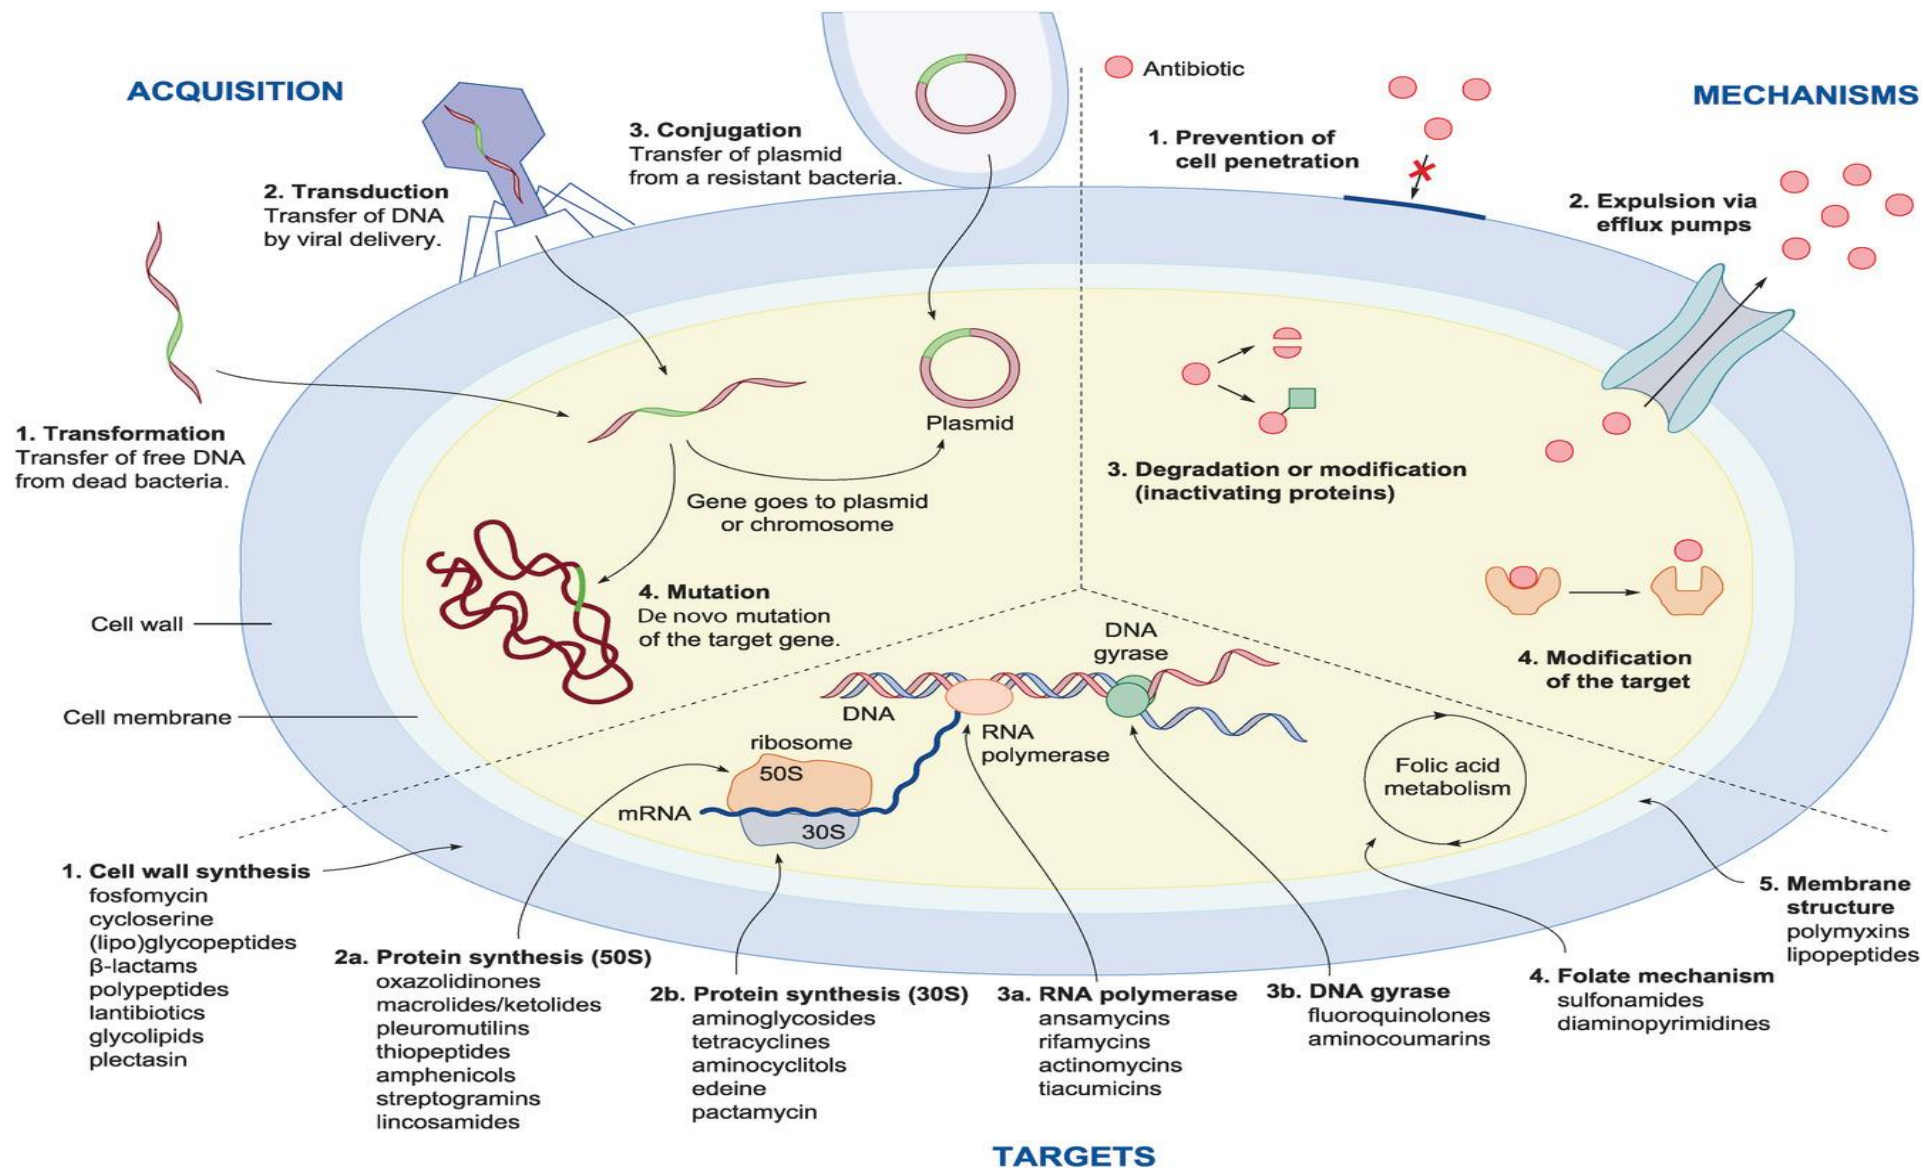 ACQUISITION
2. Transduction
Transfer of DNA
by viral delivery.
3. Conjugation
Transfer of plasmid
from a resistant bacteria.
1. Transformation
Transfer of free DNA
from dead bacteria.
Plasmid
Gene goes to plasmid
or chromosome
4. Mutation
De novo mutation
of the target gene.
Cell wall
Cell membrane
Antibiotic
MECHANISMS
1. Prevention of
cell penetration
2. Expulsion via
efflux pumps
3. Degradation or modification
(inactivating proteins)
4. Modification
of the target
DNA
gyrase
DNA
RNA
polymerase
ribosome
50S
mRNA
30S
Folic acid
metabolism
1. Cell wall synthesis
fosfomycin
cycloserine
(lipo)glycopeptides
β-lactams
polypeptides
lantibiotics
glycolipids
plectasin
2a. Protein synthesis (50S)
oxazolidinones
macrolides/ketolides
pleuromutilins
thiopeptides
amphenicols
streptogramins
lincosamides
2b. Protein synthesis (30S)
aminoglycosides
tetracyclines
aminocyclitols
edeine
pactamycin
3a. RNA polymerase
ansamycins
rifamycins
actinomycins
tiacumicins
3b. DNA gyrase
fluoroquinolones
aminocoumarins
4. Folate mechanism
sulfonamides
diaminopyrimidines
5. Membrane
structure
polymyxins
lipopeptides
TARGETS